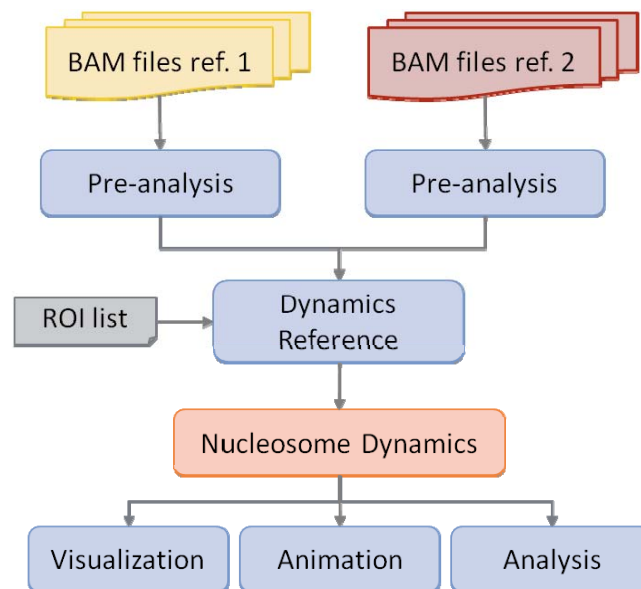 BAM files ref. 1
BAM files ref. 2
Pre-analysis
Pre-analysis
ROI list
Dynamics
Reference
Nucleosome Dynamics
Visualization
Animation
Analysis